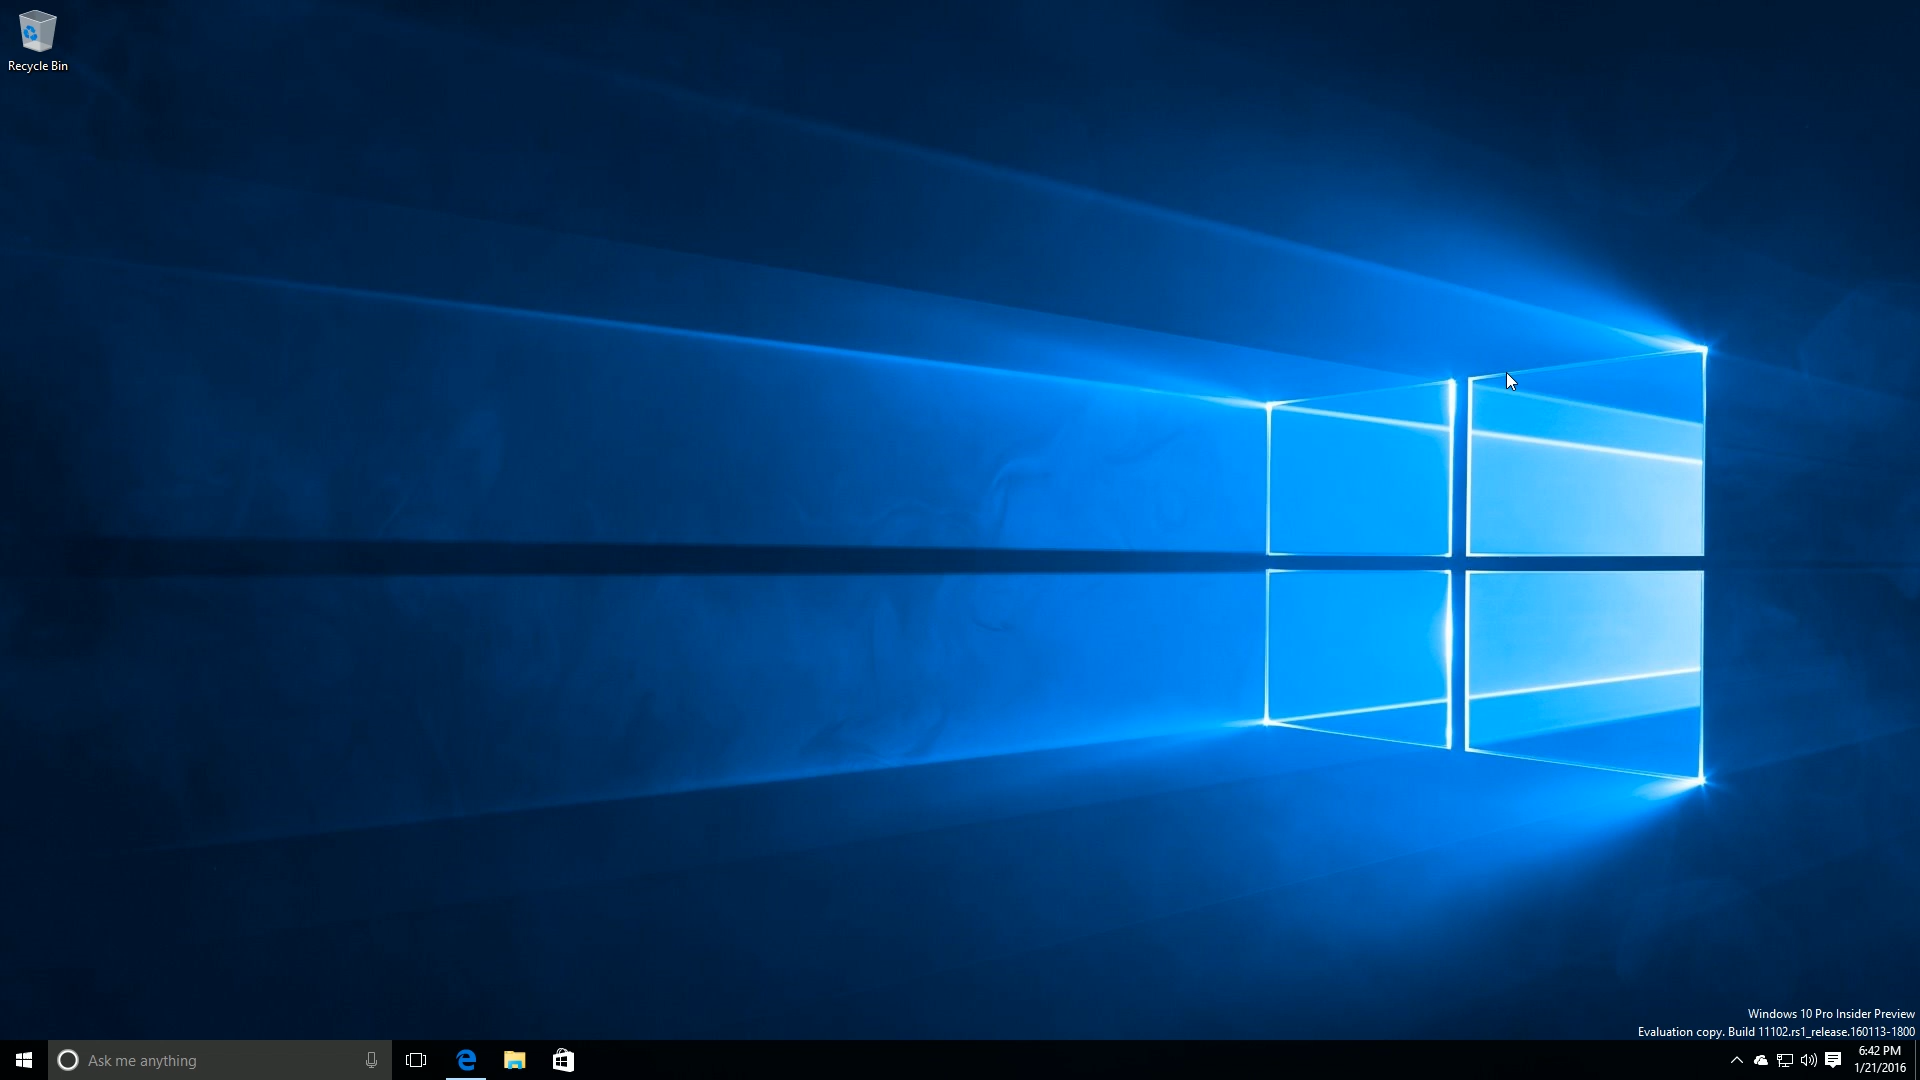 Recycle Bin
Windows 10 Pro Insider Preview
Evaluation copy. Build 11102.rs1_release.160113-1800
Ask me anything
6:42 PM
1/21/2016